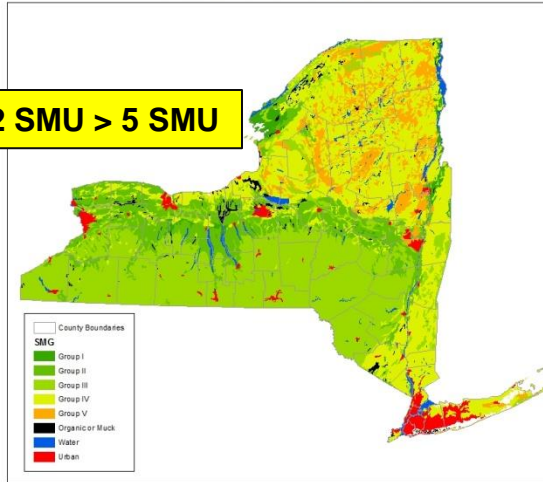 2 SMU > 5 SMU
County Boundaries
SMG
Group I
Group II
Group III
Group IV
Group V
Organic or Muck
Water
Urban